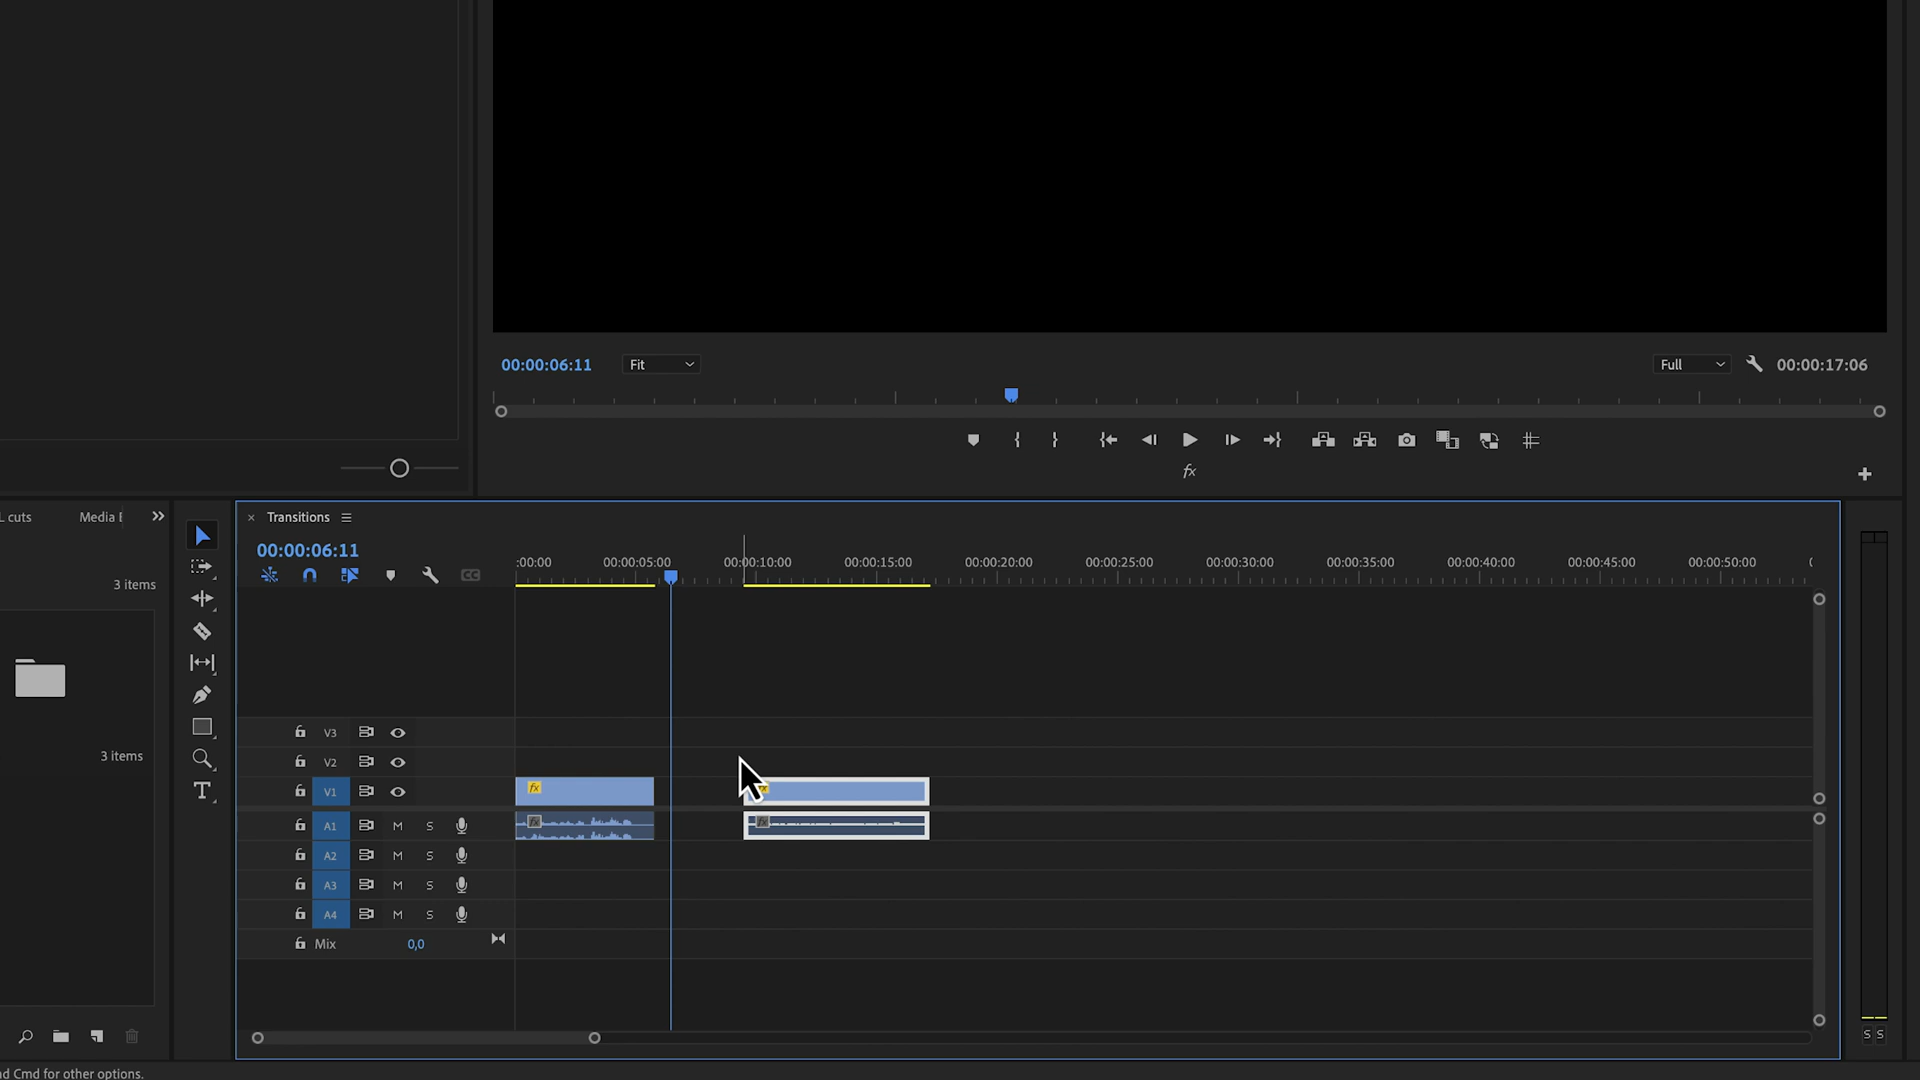 00:00:06:11
Fit
Full
00:00:17:06
fx
L cuts
Media
Transitions
3 items
00:00:06:11
:00:00
00:00:05:00
00:00:10:00
00:00:15:00
00:00:20:00
00:00:25:00
00:00:30:00
00:00:35:00
00:00:40:00
00:00:45:00
00:00:50:00
CC
V3
3 items
V2
V1
fx
A1
M
S
fx
fx
A2
M
S
A3
M
S
A4
M
S
Mix
0,0
S
S
nd Cmd for other options.